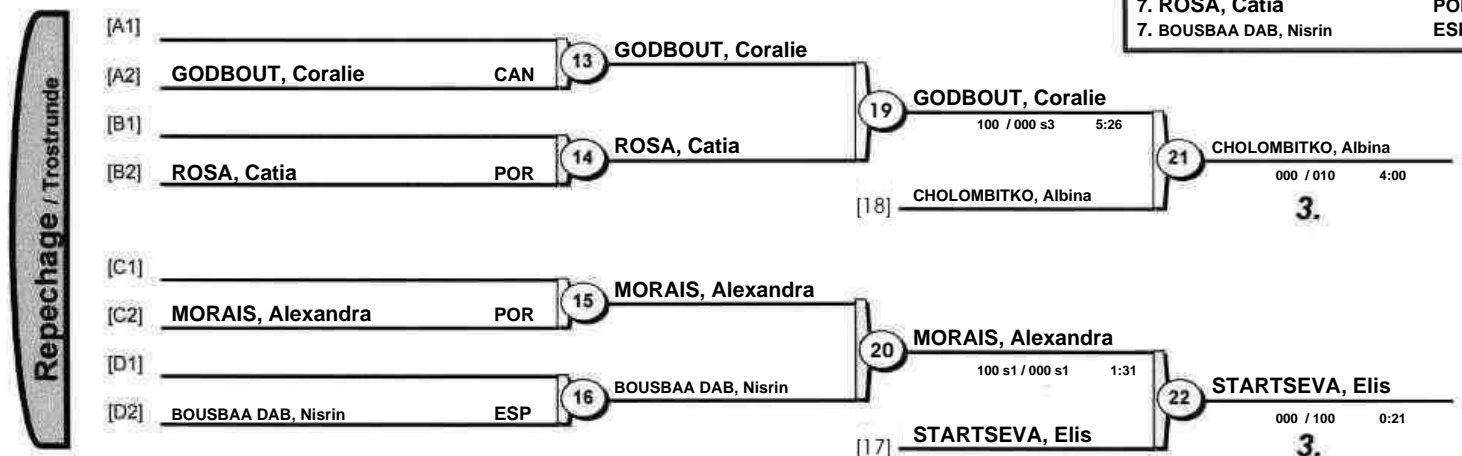 7. ROSA, Catia
7. BOUSBAA DAB, Nisrin
Repechage / Trostrunde
[A1]
[A2] GODBOUT, Coralie CAN
13 GODBOUT, Coralie
[B1]
[B2] ROSA, Catia POR
14 ROSA, Catia
19 GODBOUT, Coralie
100 / 000 s3 5:26
[18] CHOLOMBITKO, Albina
21 CHOLOMBITKO, Albina
000 / 010 4:00
3.
[C1]
[C2] MORAIS, Alexandra POR
15 MORAIS, Alexandra
[D1]
[D2] BOUSBAA DAB, Nisrin ESP
16 BOUSBAA DAB, Nisrin
20 MORAIS, Alexandra
100 s1 / 000 s1 1:31
[17] STARTSEVA, Elis
22 STARTSEVA, Elis
000 / 100 0:21
3.